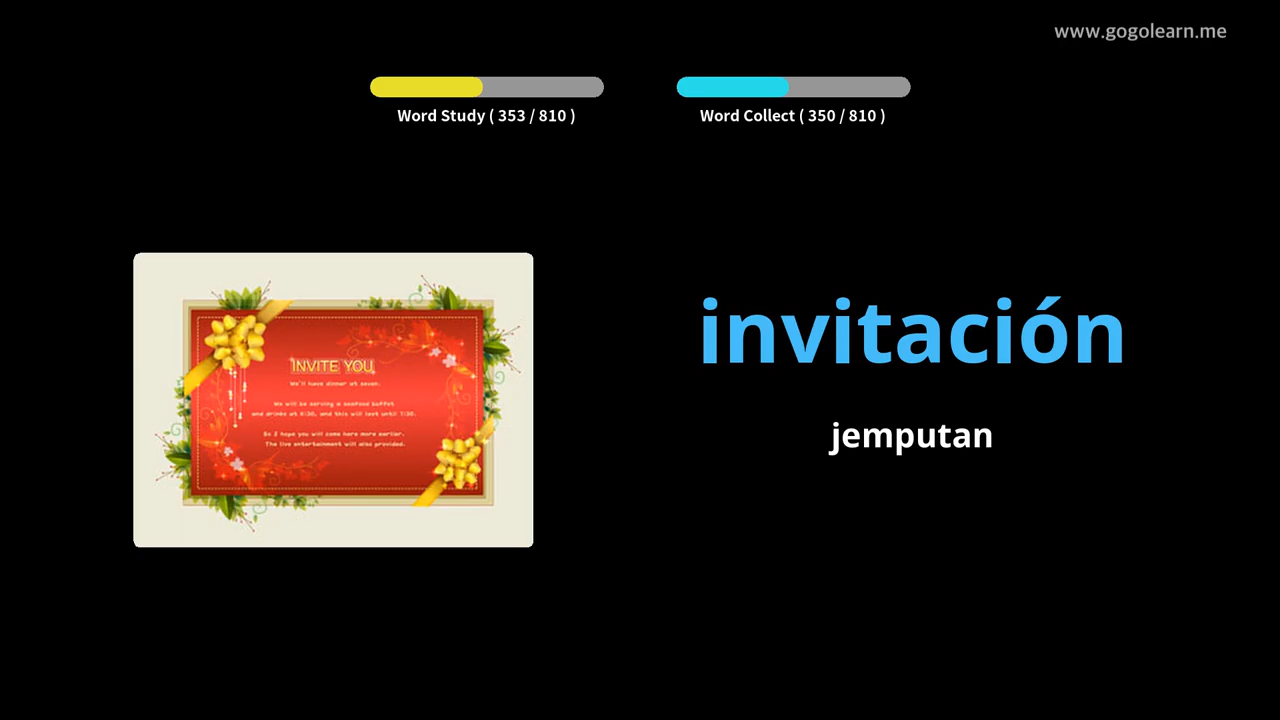 www.gogolearn.me
Word Study ( 353 / 810 )
Word Collect ( 350 / 810 )
invitación
jemputan
INVITE YOU
We'll have dinner at seven.
We will be serving a seafood buffet
and drinks at 6:30, and this will last until 7:30.
So I hope you will come here more earlier.
The live entertainment will also provided.